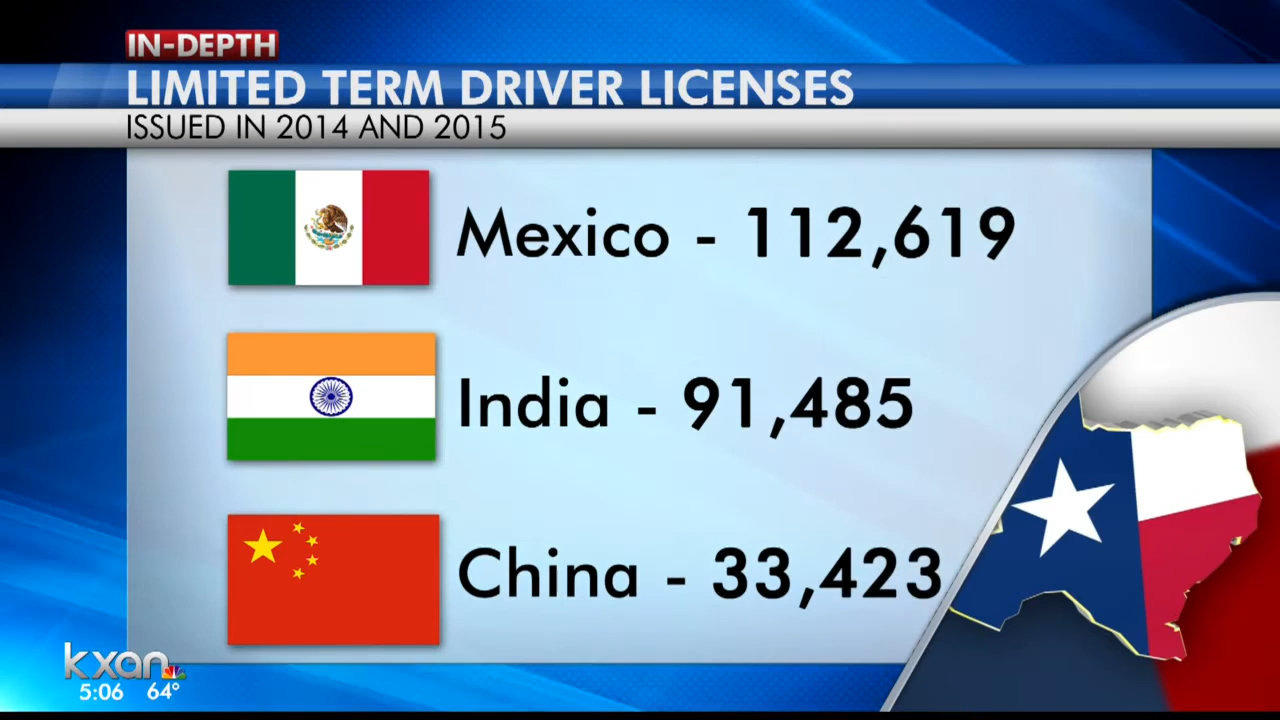 IN-DEPTH
LIMITED TERM DRIVER LICENSES
ISSUED IN 2014 AND 2015
Mexico - 112,619
India - 91,485
China - 33,423
kxan
5:06 64°